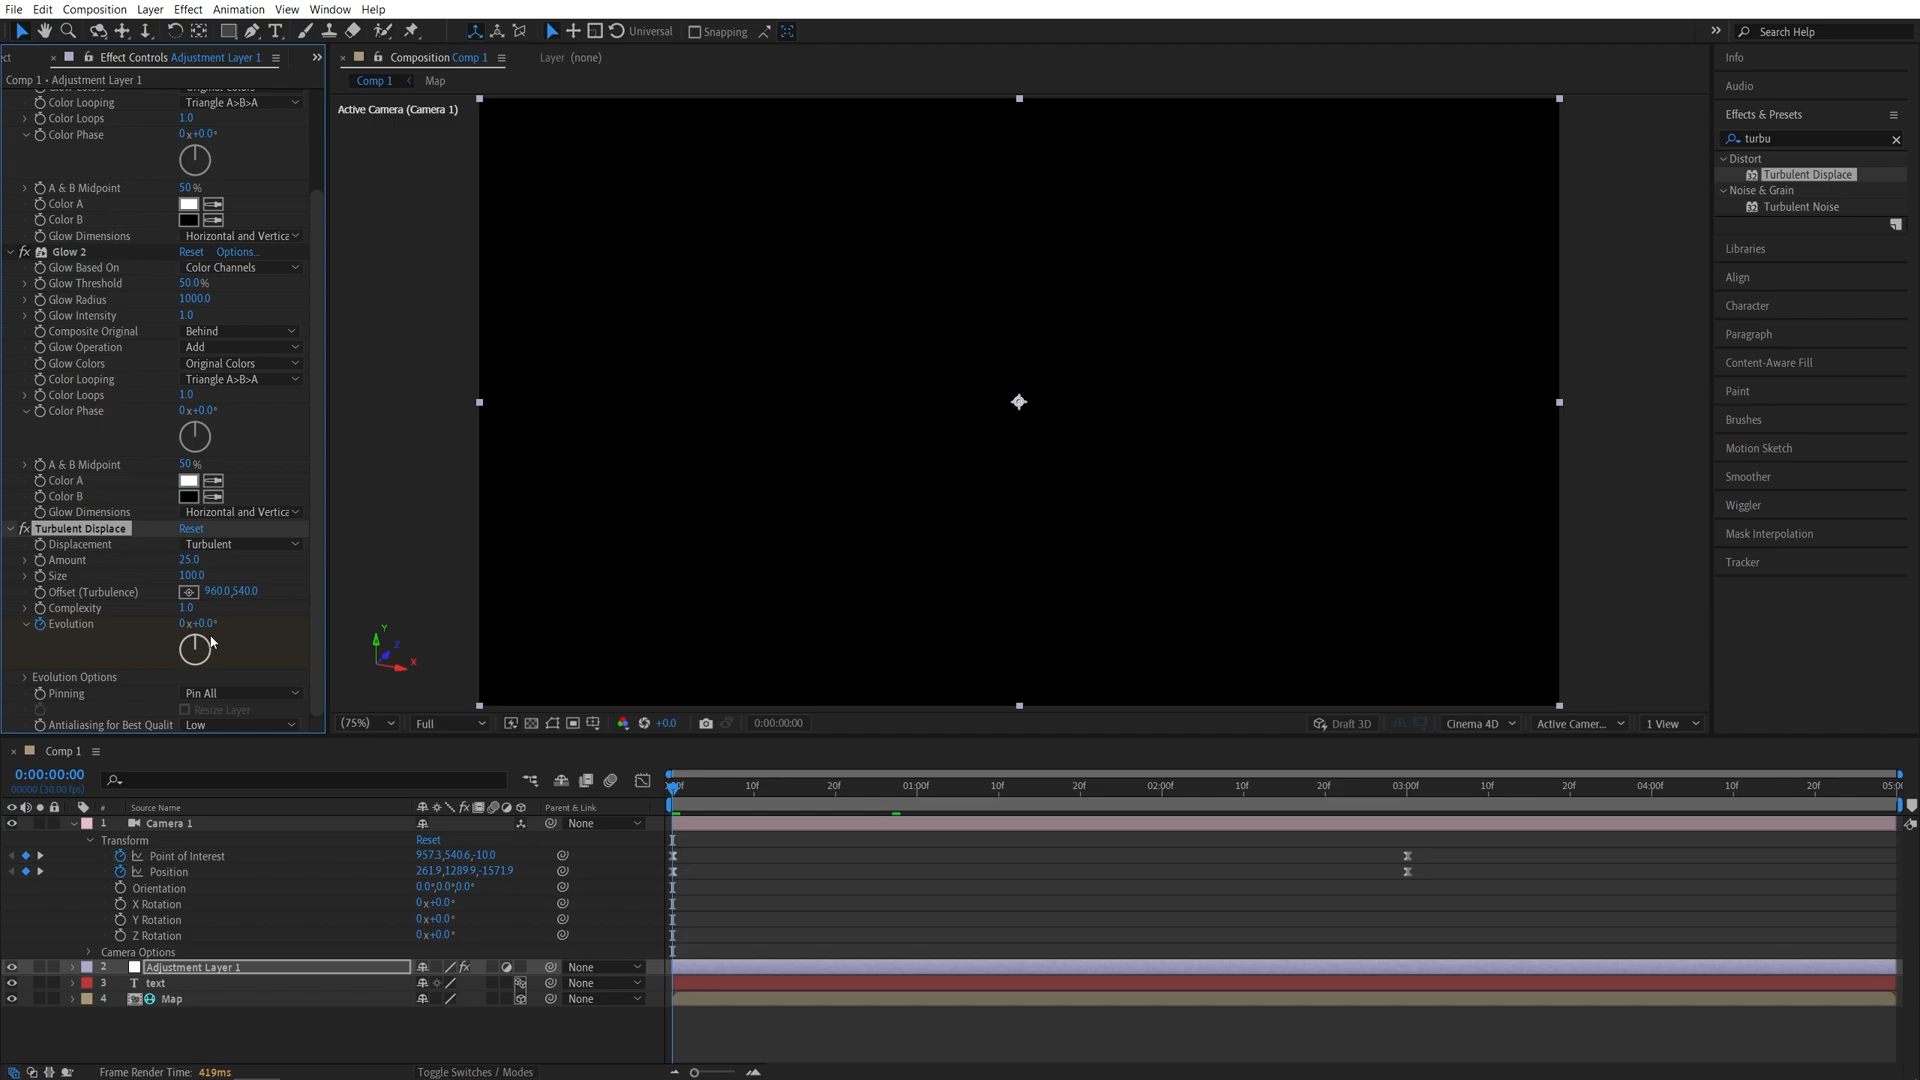 File Edit Composition Layer Effect Animation View Window Help
Universal Snapping Search Help
Effect Controls Adjustment Layer 1
Composition Comp 1
Layer (none)
Comp 1 • Adjustment Layer 1
Comp 1 Map
Color Looping Triangle A>B>A
Color Loops 1.0
Color Phase 0x+0.0°
A & B Midpoint 50%
Color A
Color B
Glow Dimensions Horizontal and Vertica
fx Glow 2 Reset Options...
Glow Based On Color Channels
Glow Threshold 50.0%
Glow Radius 1000.0
Glow Intensity 1.0
Composite Original Behind
Glow Operation Add
Glow Colors Original Colors
Color Looping Triangle A>B>A
Color Loops 1.0
Color Phase 0x+0.0°
A & B Midpoint 50%
Color A
Color B
Glow Dimensions Horizontal and Vertica
fx Turbulent Displace Reset
Displacement Turbulent
Amount 25.0
Size 100.0
Offset (Turbulence) 960.0,540.0
Complexity 1.0
Evolution 0x+0.0°
Evolution Options
Pinning Pin All
Resize Layer
Antialiasing for Best Qualit Low
Active Camera (Camera 1)
Y
Z
X
(75%) Full +0.0 0:00:00:00 Draft 3D Cinema 4D Active Camer... 1 View
Info
Audio
Effects & Presets
turbu
Distort
32 Turbulent Displace
Noise & Grain
32 Turbulent Noise
Libraries
Align
Character
Paragraph
Content-Aware Fill
Paint
Brushes
Motion Sketch
Smoother
Wiggler
Mask Interpolation
Tracker
Comp 1
0:00:00:00
00000 (30.00 fps)
10f 20f 01:00f 10f 20f 02:00f 10f 20f 03:00f 10f 20f 04:00f 10f 20f 05:00
# Source Name fx Parent & Link
1 Camera 1 None
Transform Reset
Point of Interest 957.3,540.6,-10.0
Position 261.9,1289.9,-1571.9
Orientation 0.0°,0.0°,0.0°
X Rotation 0x+0.0°
Y Rotation 0x+0.0°
Z Rotation 0x+0.0°
Camera Options
2 Adjustment Layer 1 fx None
3 T text None
4 Map None
Frame Render Time: 419ms Toggle Switches / Modes